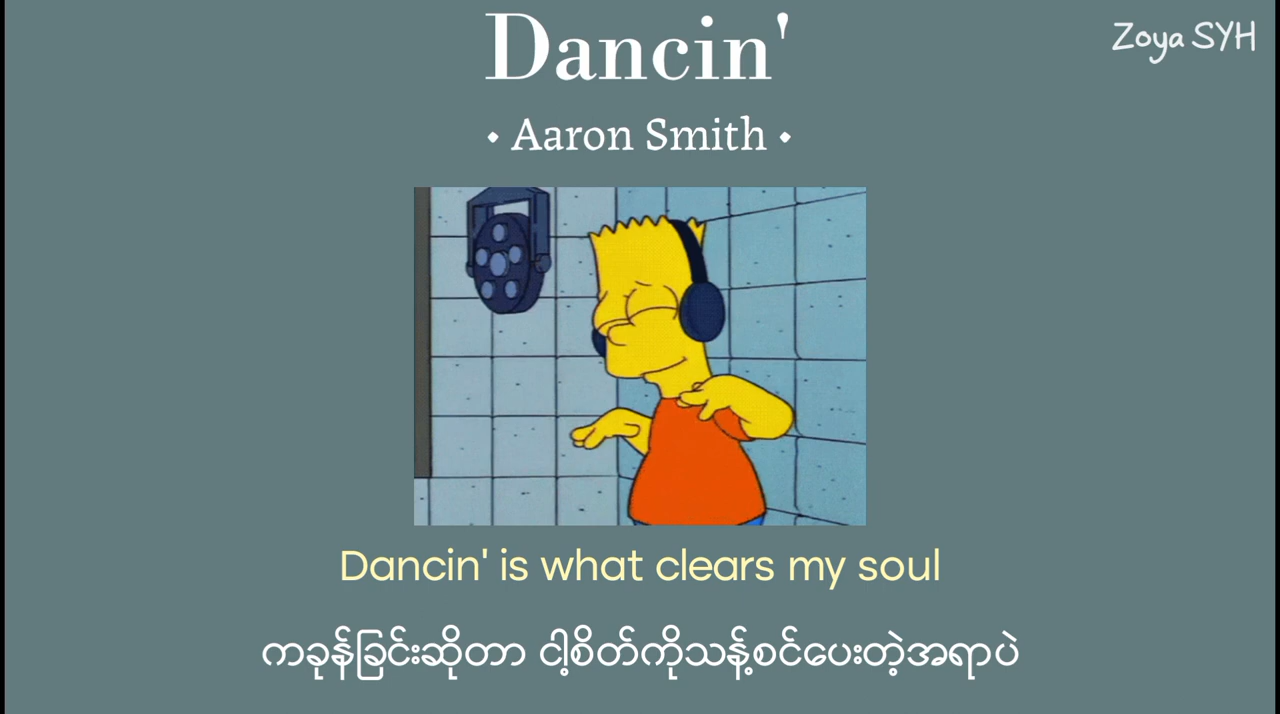 Dancin'
Zoya SYH
• Aaron Smith •
Dancin' is what clears my soul
ကခုန်ခြင်းဆိုတာ ငါ့စိတ်ကိုသန့်စင်ပေးတဲ့အရာပဲ